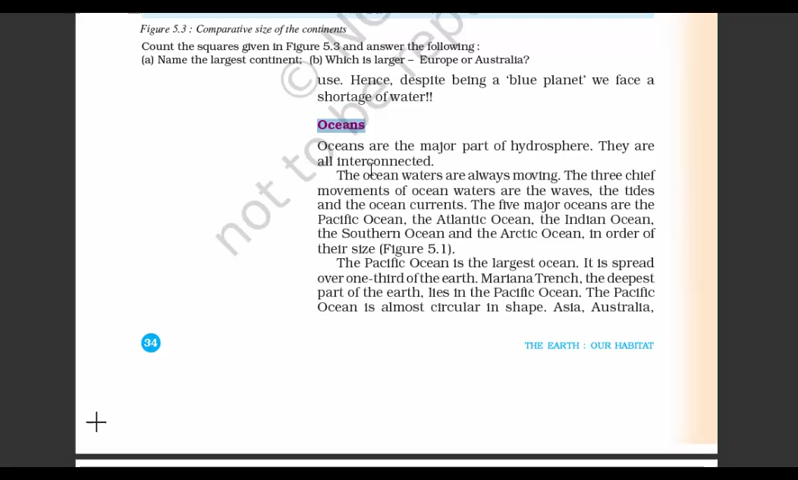 Figure 5.3 : Comparative size of the continents
Count the squares given in Figure 5.3 and answer the following :
(a) Name the largest continent; (b) Which is larger – Europe or Australia?
use. Hence, despite being a ‘blue planet’ we face a
shortage of water!!
Oceans
Oceans are the major part of hydrosphere. They are
all interconnected.
The ocean waters are always moving. The three chief
movements of ocean waters are the waves, the tides
and the ocean currents. The five major oceans are the
Pacific Ocean, the Atlantic Ocean, the Indian Ocean,
the Southern Ocean and the Arctic Ocean, in order of
their size (Figure 5.1).
The Pacific Ocean is the largest ocean. It is spread
over one-third of the earth. Mariana Trench, the deepest
part of the earth, lies in the Pacific Ocean. The Pacific
Ocean is almost circular in shape. Asia, Australia,
34
THE EARTH : OUR HABITAT
not to be rep
© N